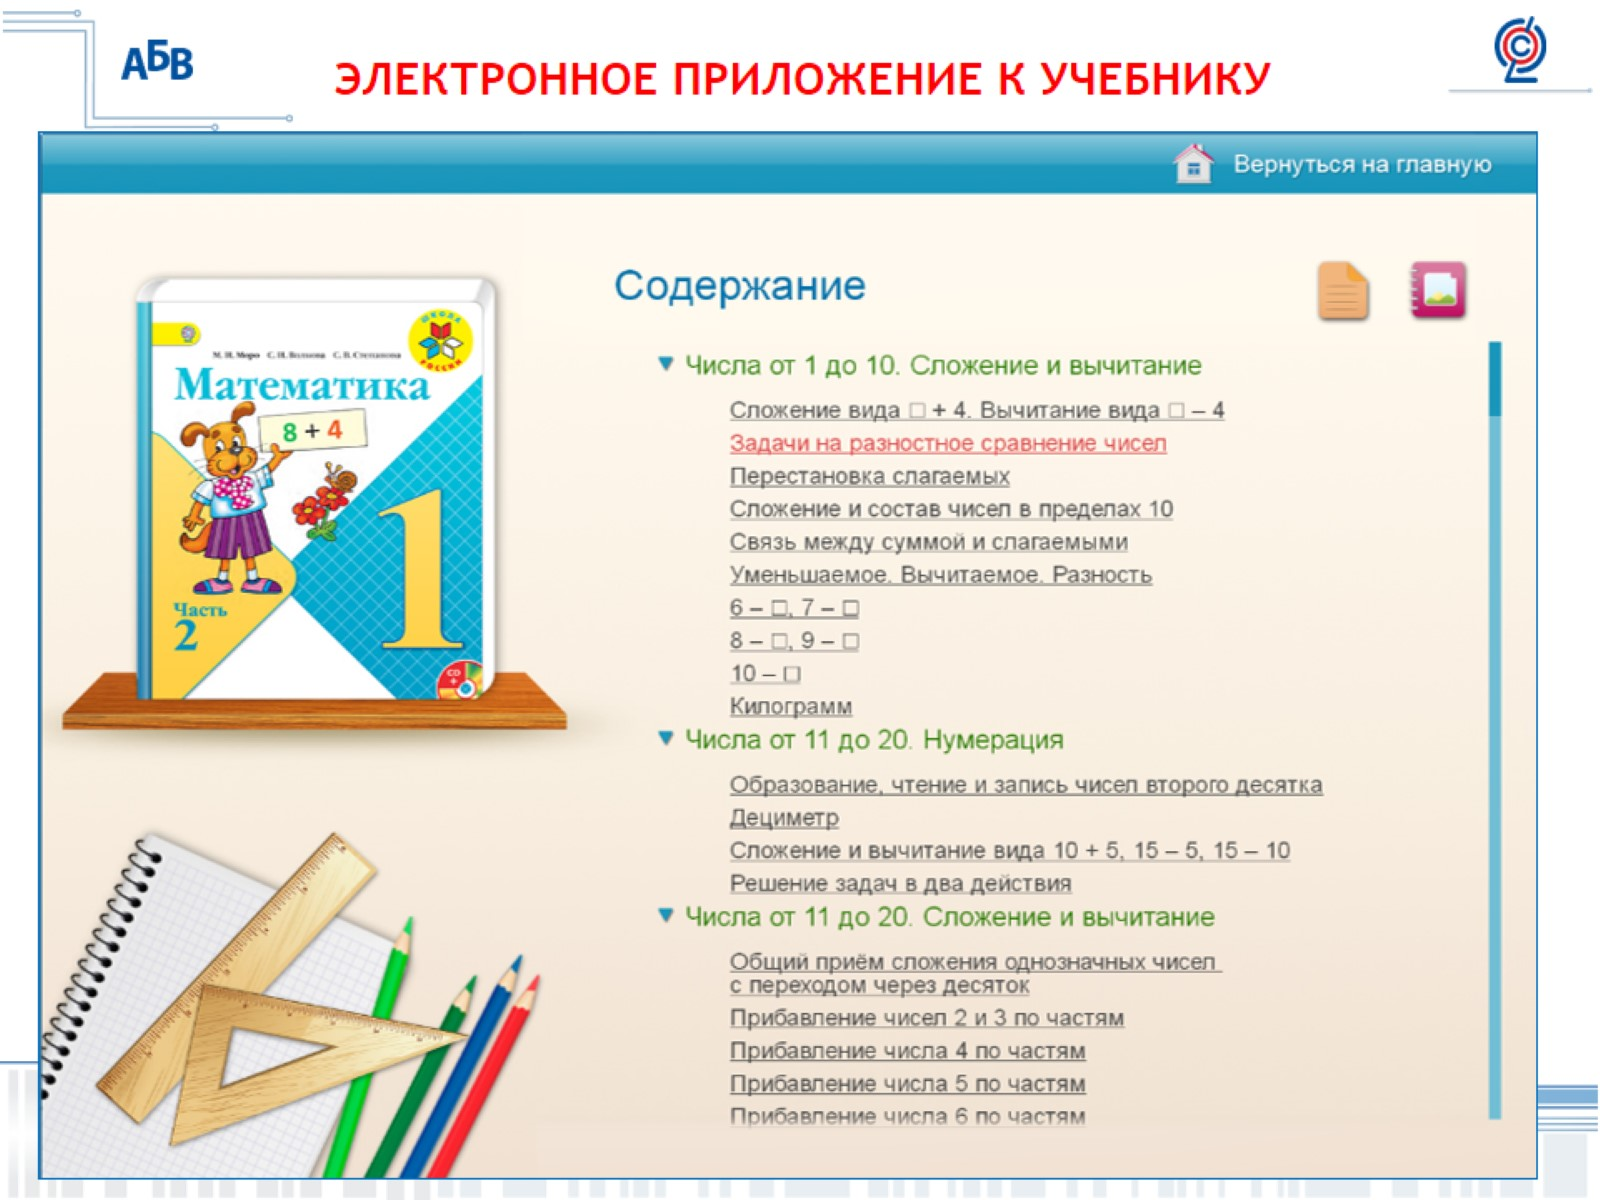 АБВ
ЭЛЕКТРОННОЕ ПРИЛОЖЕНИЕ К УЧЕБНИКУ
Вернуться на главную
Содержание
ШКОЛА РОССИИ
М. И. Моро С. И. Волкова С. В. Степанова
Математика
8 + 4
1
Часть
2
CD
+
Числа от 1 до 10. Сложение и вычитание
Сложение вида □ + 4. Вычитание вида □ – 4
Задачи на разностное сравнение чисел
Перестановка слагаемых
Сложение и состав чисел в пределах 10
Связь между суммой и слагаемыми
Уменьшаемое. Вычитаемое. Разность
6 – □, 7 – □
8 – □, 9 – □
10 – □
Килограмм
Числа от 11 до 20. Нумерация
Образование, чтение и запись чисел второго десятка
Дециметр
Сложение и вычитание вида 10 + 5, 15 – 5, 15 – 10
Решение задач в два действия
Числа от 11 до 20. Сложение и вычитание
Общий приём сложения однозначных чисел
с переходом через десяток
Прибавление чисел 2 и 3 по частям
Прибавление числа 4 по частям
Прибавление числа 5 по частям
Прибавление числа 6 по частям